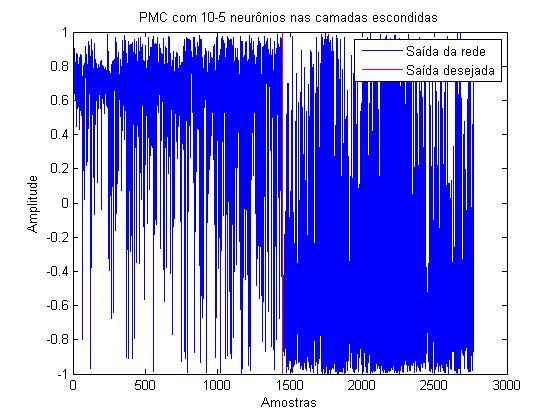 PMC com 10-5 neurônios nas camadas escondidas
Saída da rede
Saída desejada
Amplitude
1
0.8
0.6
0.4
0.2
0
-0.2
-0.4
-0.6
-0.8
-1
0 500 1000 1500 2000 2500 3000
Amostras